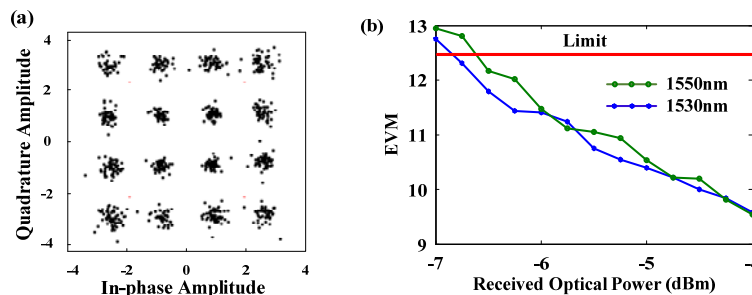 (a)
Quadrature Amplitude
4
2
0
-2
-4
-4
-2
0
2
4
In-phase Amplitude
(b)
EVM
13
12
11
10
9
Limit
1550nm
1530nm
-7
-6
-5
Received Optical Power (dBm)